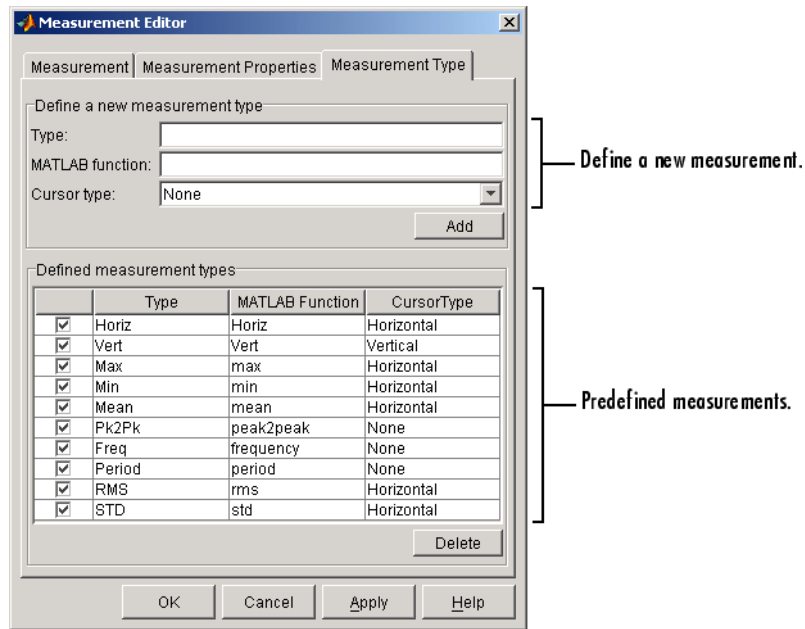 Measurement Editor
Measurement Measurement Properties Measurement Type
Define a new measurement type
Type:
MATLAB function:
Cursor type: None
Add
Define a new measurement.
Defined measurement types
Type MATLAB Function CursorType
Horiz Horiz Horizontal
Vert Vert Vertical
Max max Horizontal
Min min Horizontal
Mean mean Horizontal
Pk2Pk peak2peak None
Freq frequency None
Period period None
RMS rms Horizontal
STD std Horizontal
Predefined measurements.
Delete
OK Cancel Apply Help